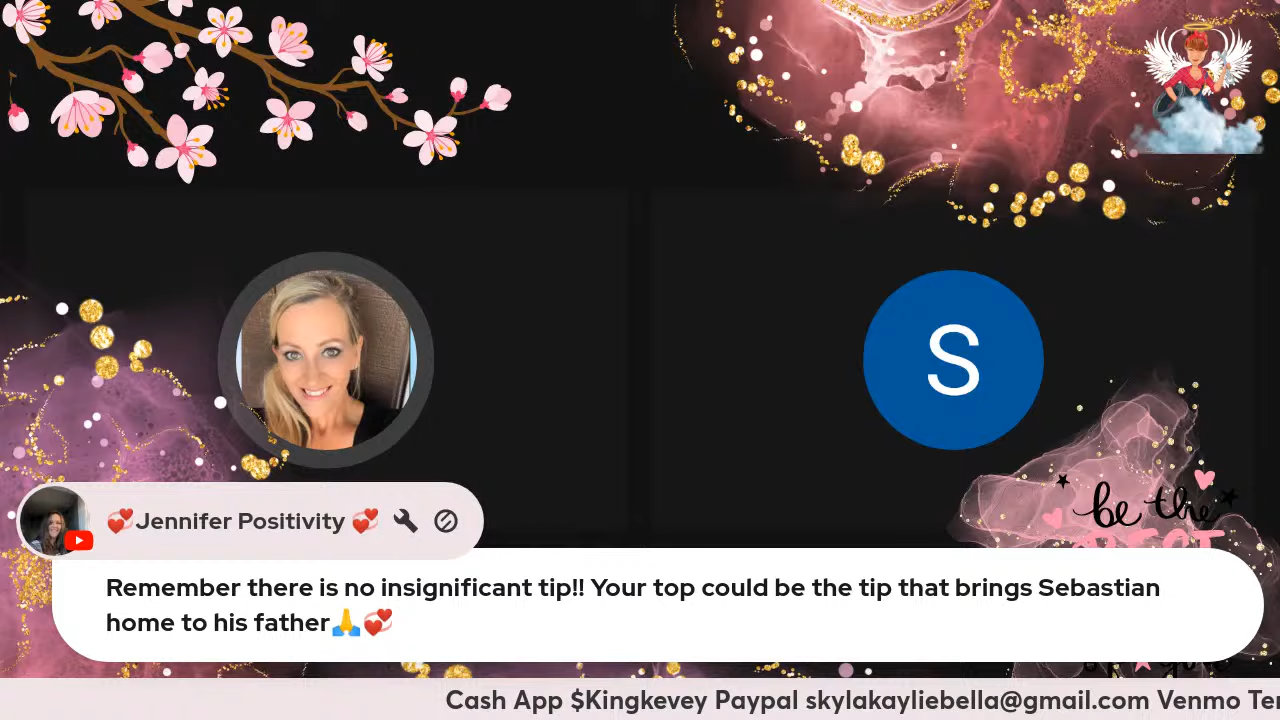 be the
S
💞Jennifer Positivity 💞
Remember there is no insignificant tip!! Your top could be the tip that brings Sebastian
home to his father🙏💞
Cash App $Kingkevey Paypal skylakayliebella@gmail.com Venmo